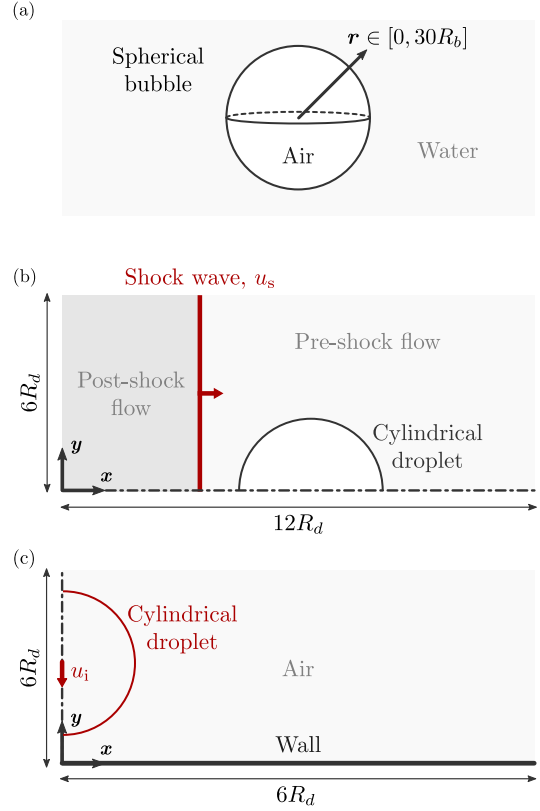 (a)
r ∈ [0, 30R_b]
Spherical
bubble
Air
Water
(b)
Shock wave, u_s
Pre-shock flow
Post-shock
flow
6R_d
Cylindrical
droplet
y
x
12R_d
(c)
Cylindrical
droplet
6R_d
u_i
Air
y
x
Wall
6R_d